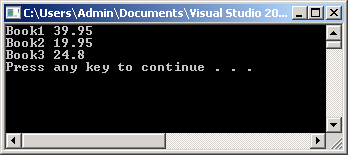 C:\Users\Admin\Documents\Visual Studio 20...
Book1 39.95
Book2 19.95
Book3 24.8
Press any key to continue . . .